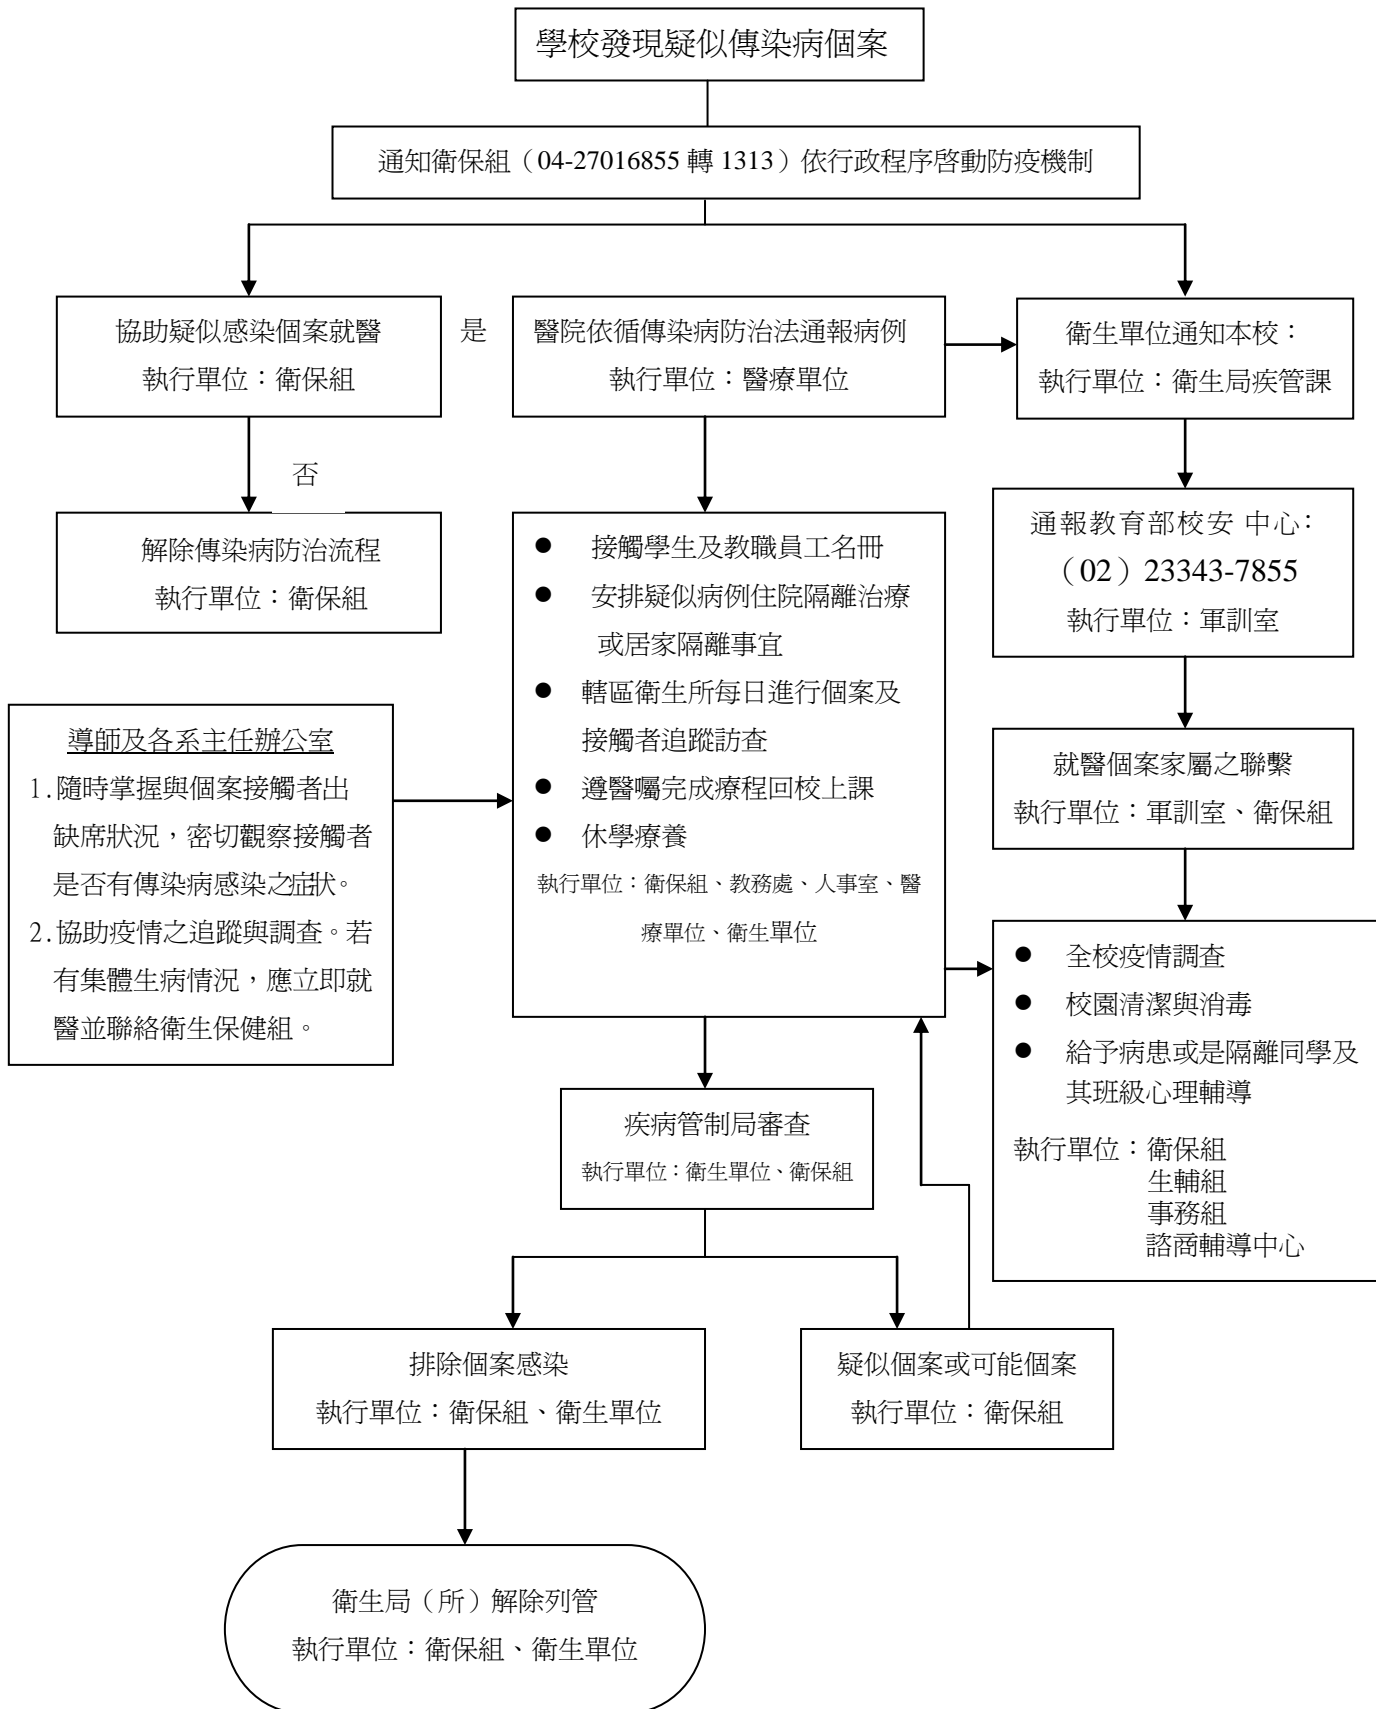 學校發現疑似傳染病個案
通知衛保組（04-27016855 轉 1313）依行政程序啓動防疫機制
協助疑似感染個案就醫
執行單位：衛保組
是
醫院依循傳染病防治法通報病例
執行單位：醫療單位
衛生單位通知本校：
執行單位：衛生局疾管課
否
解除傳染病防治流程
執行單位：衛保組
● 接觸學生及教職員工名冊
● 安排疑似病例住院隔離治療
或居家隔離事宜
● 轄區衛生所每日進行個案及
接觸者追蹤訪查
● 遵醫囑完成療程回校上課
● 休學療養
執行單位：衛保組、教務處、人事室、醫
療單位、衛生單位
通報教育部校安 中心：
（02）23343-7855
執行單位：軍訓室
導師及各系主任辦公室
1.隨時掌握與個案接觸者出
缺席狀況，密切觀察接觸者
是否有傳染病感染之症狀。
2.協助疫情之追蹤與調查。若
有集體生病情況，應立即就
醫並聯絡衛生保健組。
就醫個案家屬之聯繫
執行單位：軍訓室、衛保組
● 全校疫情調查
● 校園清潔與消毒
● 給予病患或是隔離同學及
其班級心理輔導
執行單位：衛保組
生輔組
事務組
諮商輔導中心
疾病管制局審查
執行單位：衛生單位、衛保組
排除個案感染
執行單位：衛保組、衛生單位
疑似個案或可能個案
執行單位：衛保組
衛生局（所）解除列管
執行單位：衛保組、衛生單位